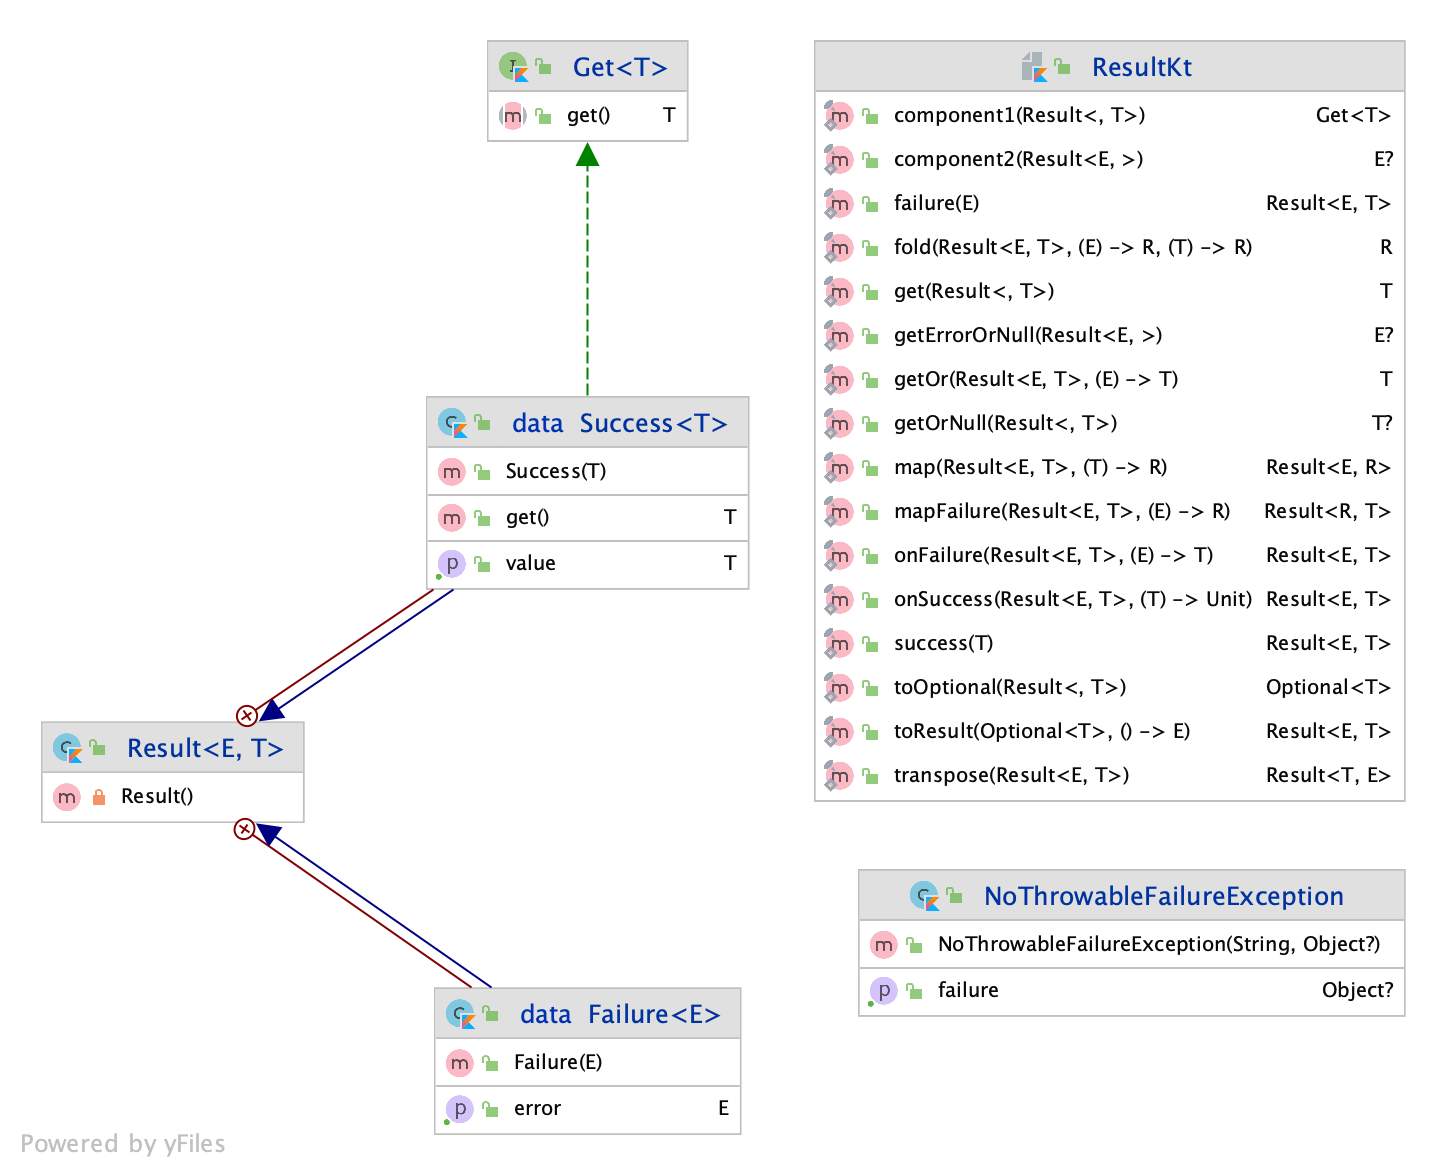 Get<T>
get() T
data Success<T>
Success(T)
get() T
value T
Result<E, T>
Result()
data Failure<E>
Failure(E)
error E
ResultKt
component1(Result<, T>) Get<T>
component2(Result<E, >) E?
failure(E) Result<E, T>
fold(Result<E, T>, (E) -> R, (T) -> R) R
get(Result<, T>) T
getErrorOrNull(Result<E, >) E?
getOr(Result<E, T>, (E) -> T) T
getOrNull(Result<, T>) T?
map(Result<E, T>, (T) -> R) Result<E, R>
mapFailure(Result<E, T>, (E) -> R) Result<R, T>
onFailure(Result<E, T>, (E) -> T) Result<E, T>
onSuccess(Result<E, T>, (T) -> Unit) Result<E, T>
success(T) Result<E, T>
toOptional(Result<, T>) Optional<T>
toResult(Optional<T>, () -> E) Result<E, T>
transpose(Result<E, T>) Result<T, E>
NoThrowableFailureException
NoThrowableFailureException(String, Object?)
failure Object?
Powered by yFiles